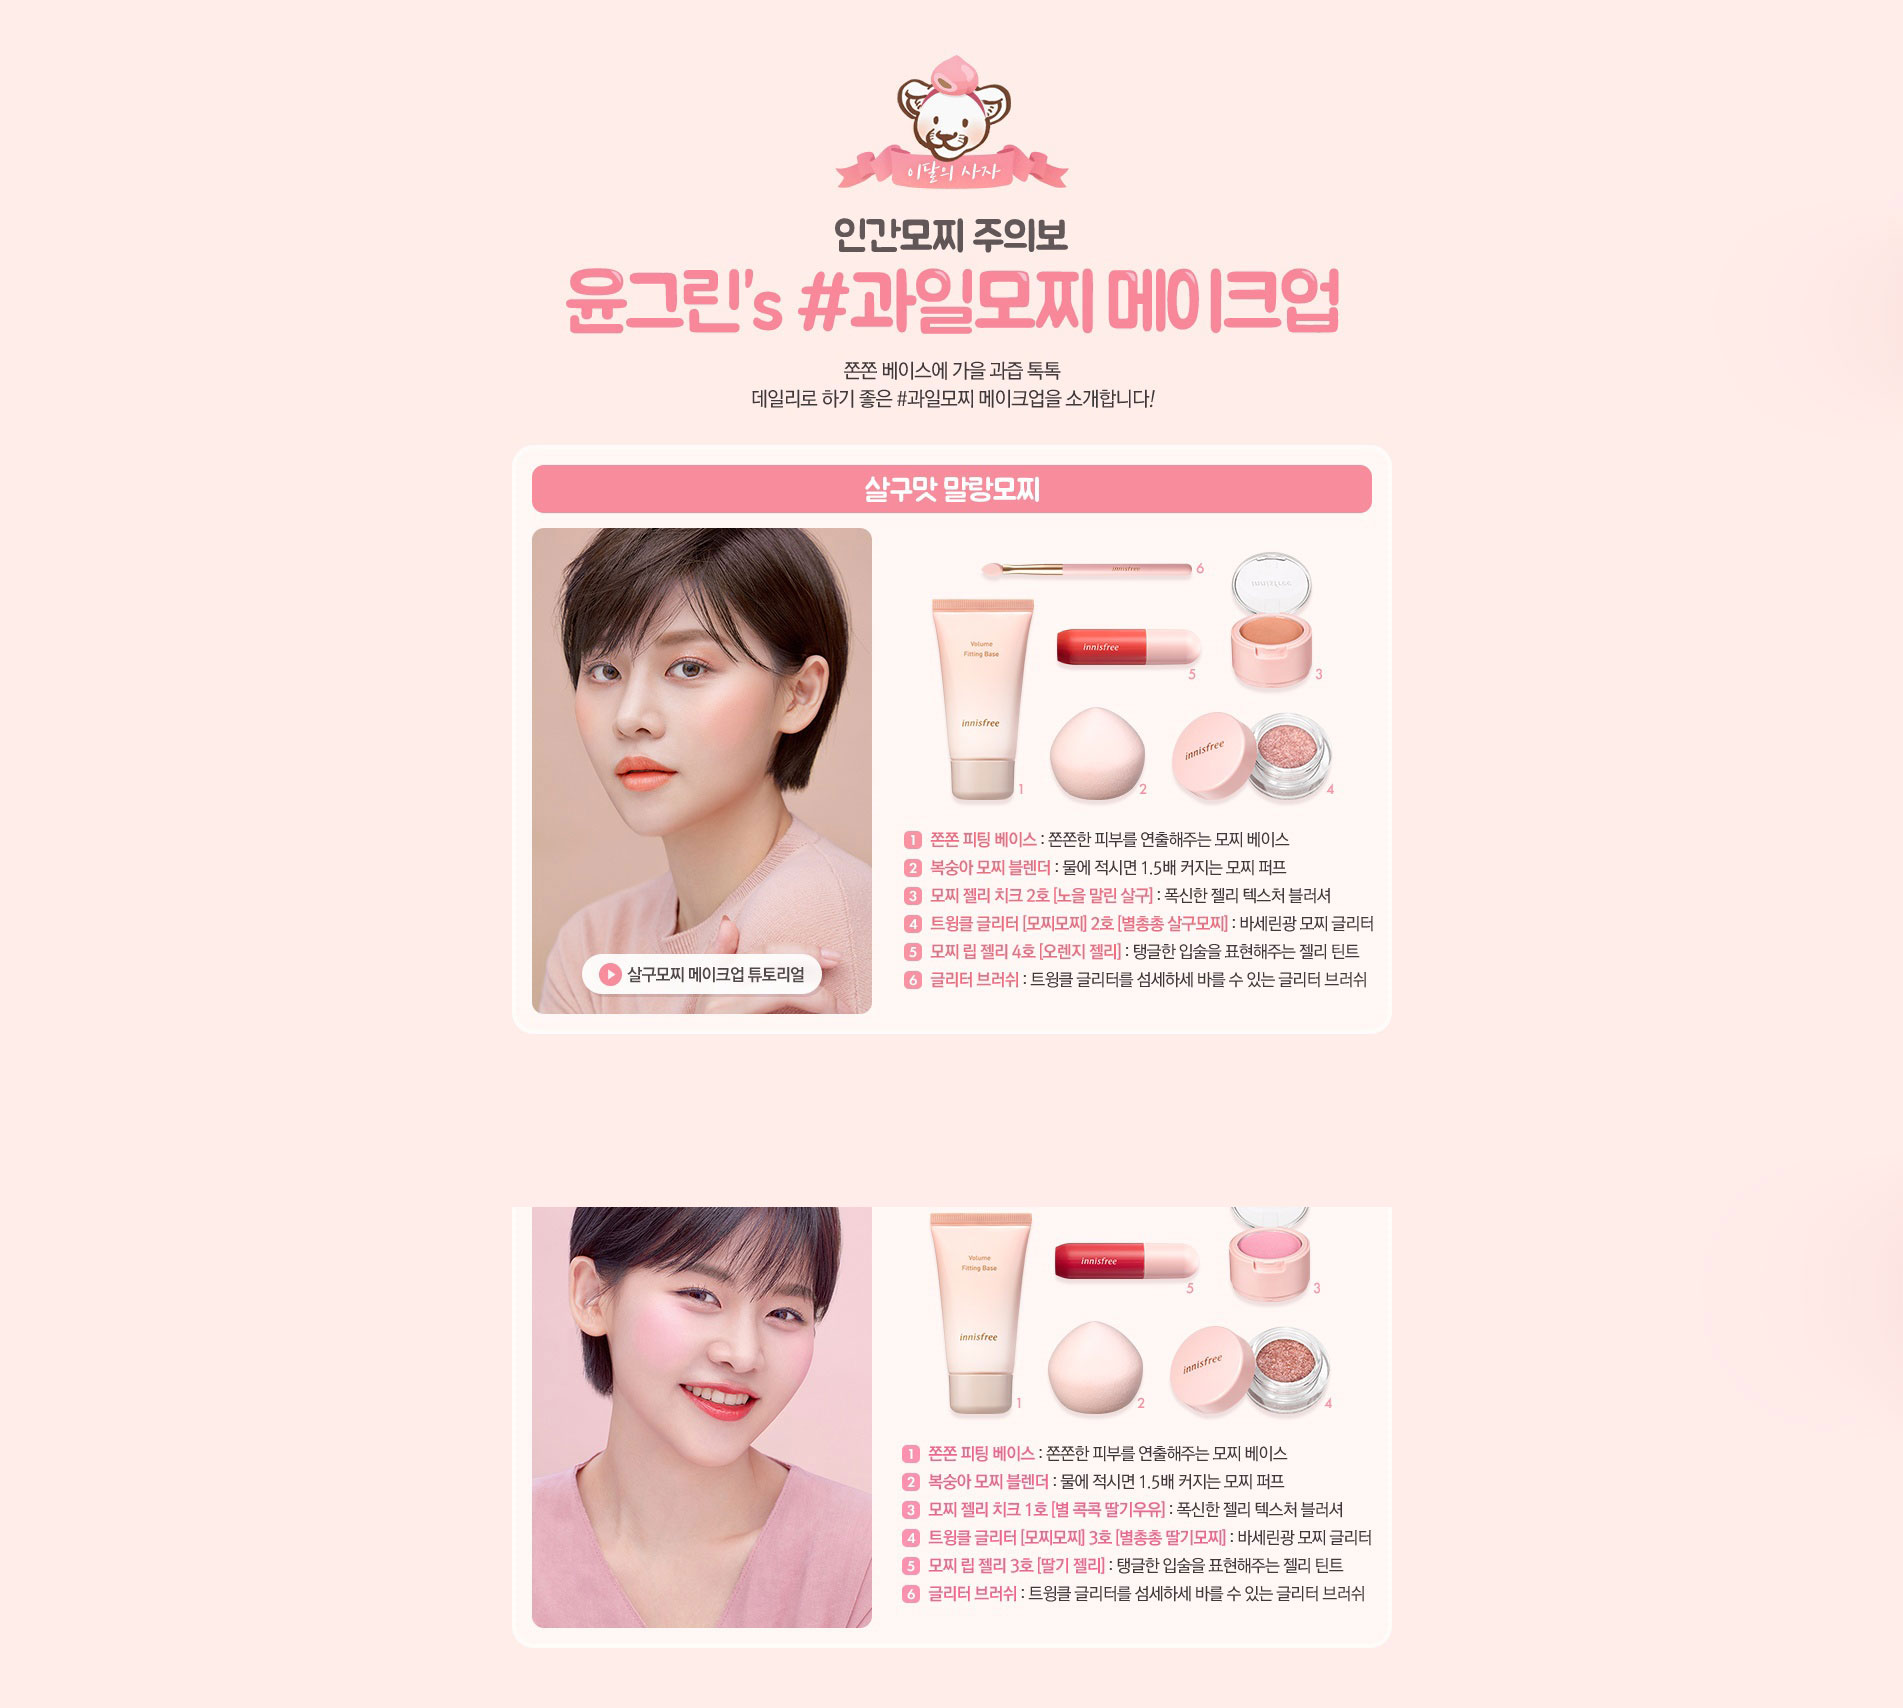 이달의 사자
인간모찌 주의보
윤그린's #과일모찌 메이크업
쫀쫀 베이스에 가을 과즙 톡톡
데일리로 하기 좋은 #과일모찌 메이크업을 소개합니다!
살구맛 말랑모찌
innisfree
6
innisfree
Volume
Fitting Base
innisfree
5
3
innisfree
innisfree
1
2
4
1 쫀쫀 피팅 베이스 : 쫀쫀한 피부를 연출해주는 모찌 베이스
2 복숭아 모찌 블렌더 : 물에 적시면 1.5배 커지는 모찌 퍼프
3 모찌 젤리 치크 2호 [노을 말린 살구] : 폭신한 젤리 텍스처 블러셔
4 트윙클 글리터 [모찌모찌] 2호 [별총총 살구모찌] : 바세린광 모찌 글리터
5 모찌 립 젤리 4호 [오렌지 젤리] : 탱글한 입술을 표현해주는 젤리 틴트
6 글리터 브러쉬 : 트윙클 글리터를 섬세하세 바를 수 있는 글리터 브러쉬
살구모찌 메이크업 튜토리얼
Volume
Fitting Base
innisfree
5
3
innisfree
innisfree
1
2
4
1 쫀쫀 피팅 베이스 : 쫀쫀한 피부를 연출해주는 모찌 베이스
2 복숭아 모찌 블렌더 : 물에 적시면 1.5배 커지는 모찌 퍼프
3 모찌 젤리 치크 1호 [별 콕콕 딸기우유] : 폭신한 젤리 텍스처 블러셔
4 트윙클 글리터 [모찌모찌] 3호 [별총총 딸기모찌] : 바세린광 모찌 글리터
5 모찌 립 젤리 3호 [딸기 젤리] : 탱글한 입술을 표현해주는 젤리 틴트
6 글리터 브러쉬 : 트윙클 글리터를 섬세하세 바를 수 있는 글리터 브러쉬